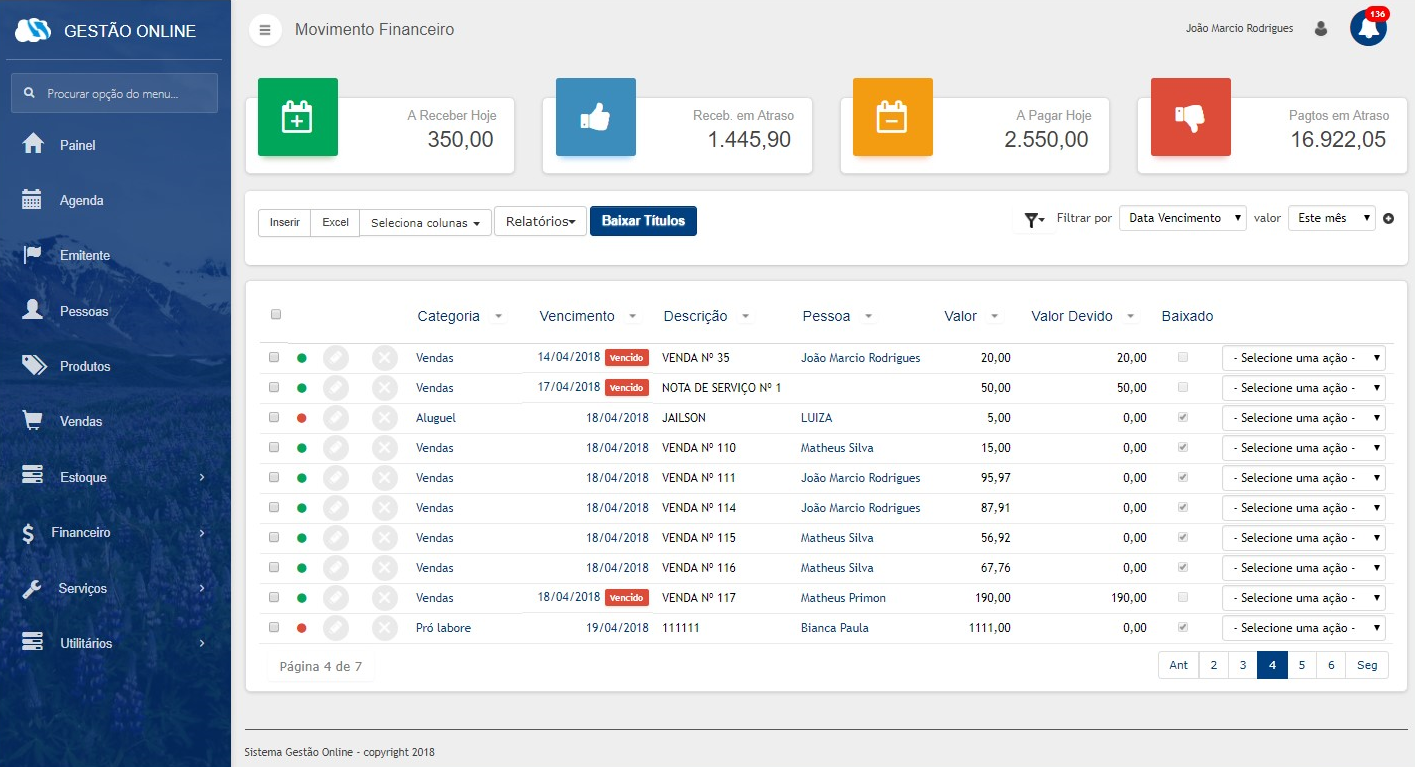 GESTÃO ONLINE
Procurar opção do menu...
Painel
Agenda
Emitente
Pessoas
Produtos
Vendas
Estoque
Financeiro
Serviços
Utilitários
Movimento Financeiro
João Marcio Rodrigues
136
A Receber Hoje
350,00
Receb. em Atraso
1.445,90
A Pagar Hoje
2.550,00
Pagtos em Atraso
16.922,05
Inserir Excel Seleciona colunas Relatórios Baixar Títulos
Filtrar por Data Vencimento valor Este mês
Categoria Vencimento Descrição Pessoa Valor Valor Devido Baixado
Vendas 14/04/2018 Vencido VENDA Nº 35 João Marcio Rodrigues 20,00 20,00 - Selecione uma ação -
Vendas 17/04/2018 Vencido NOTA DE SERVIÇO Nº 1 50,00 50,00 - Selecione uma ação -
Aluguel 18/04/2018 JAILSON LUIZA 5,00 0,00 - Selecione uma ação -
Vendas 18/04/2018 VENDA Nº 110 Matheus Silva 15,00 0,00 - Selecione uma ação -
Vendas 18/04/2018 VENDA Nº 111 João Marcio Rodrigues 95,97 0,00 - Selecione uma ação -
Vendas 18/04/2018 VENDA Nº 114 João Marcio Rodrigues 87,91 0,00 - Selecione uma ação -
Vendas 18/04/2018 VENDA Nº 115 Matheus Silva 56,92 0,00 - Selecione uma ação -
Vendas 18/04/2018 VENDA Nº 116 Matheus Silva 67,76 0,00 - Selecione uma ação -
Vendas 18/04/2018 Vencido VENDA Nº 117 Matheus Primon 190,00 190,00 - Selecione uma ação -
Pró labore 19/04/2018 111111 Bianca Paula 1111,00 0,00 - Selecione uma ação -
Página 4 de 7
Ant 2 3 4 5 6 Seg
Sistema Gestão Online - copyright 2018